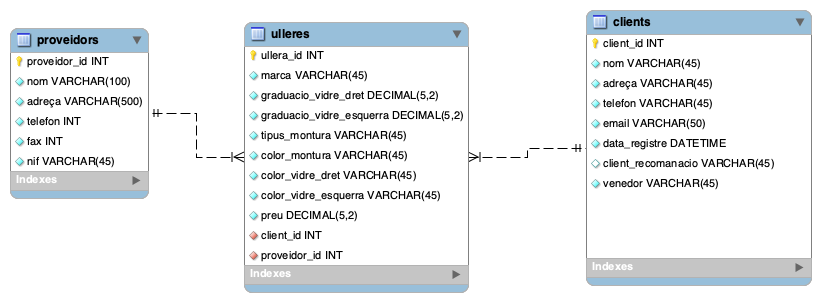 proveidors
proveidor_id INT
nom VARCHAR(100)
adreça VARCHAR(500)
telefon INT
fax INT
nif VARCHAR(45)
Indexes
ulleres
ullera_id INT
marca VARCHAR(45)
graduacio_vidre_dret DECIMAL(5,2)
graduacio_vidre_esquerra DECIMAL(5,2)
tipus_montura VARCHAR(45)
color_montura VARCHAR(45)
color_vidre_dret VARCHAR(45)
color_vidre_esquerra VARCHAR(45)
preu DECIMAL(5,2)
client_id INT
proveidor_id INT
Indexes
clients
client_id INT
nom VARCHAR(45)
adreça VARCHAR(45)
telefon VARCHAR(45)
email VARCHAR(50)
data_registre DATETIME
client_recomanacio VARCHAR(45)
venedor VARCHAR(45)
Indexes